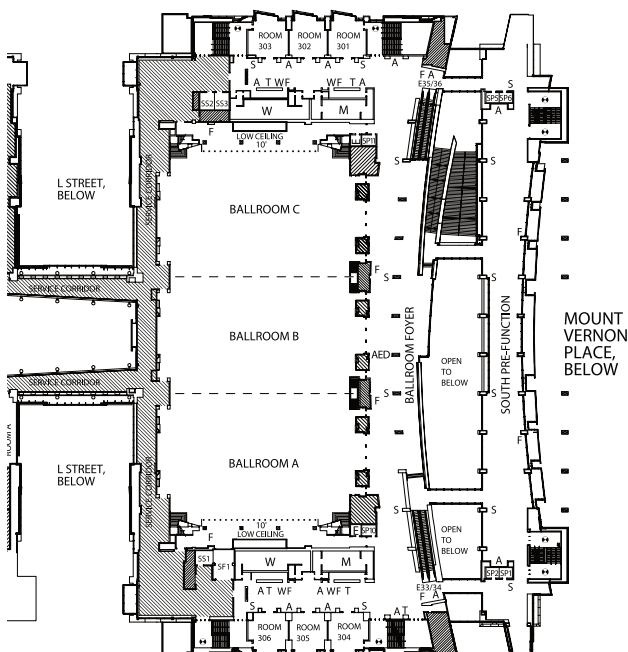 ROOM
303
ROOM
302
ROOM
301
S
A
A
S
A
F A
E35/36
A T WF
WF T A
S
SS2
SS3
SP5
SP6
A
W
M
F
LOW CEILING
10'
F
SP11
S
S
L STREET,
BELOW
SERVICE CORRIDOR
BALLROOM C
F
F
S
S
SERVICE CORRIDOR
MOUNT
VERNON
PLACE,
BELOW
BALLROOM B
AED
BALLROOM FOYER
OPEN
TO
BELOW
SOUTH PRE-FUNCTION
SERVICE CORRIDOR
S
F
S
F
ROOM A
L STREET,
BELOW
BALLROOM A
SERVICE CORRIDOR
S
S
10'
LOW CEILING
F
F
SP10
OPEN
TO
BELOW
SS1
SF1
W
M
A
SP2
SP1
S
A T WF
A WF T
E33/34
F A
S
A
A
S
A T
ROOM
306
ROOM
305
ROOM
304